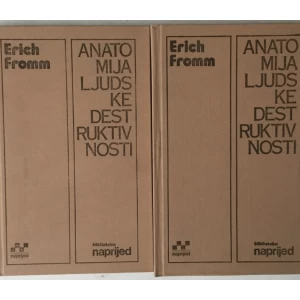 Erich
Fromm
ANATO
MIJA
LJUDS
KE
DEST
RUKTIV
NOSTI
naprijed
biblioteka
naprijed
Erich
Fromm
ANATO
MIJA
LJUDS
KE
DEST
RUKTIV
NOSTI
naprijed
biblioteka
naprijed